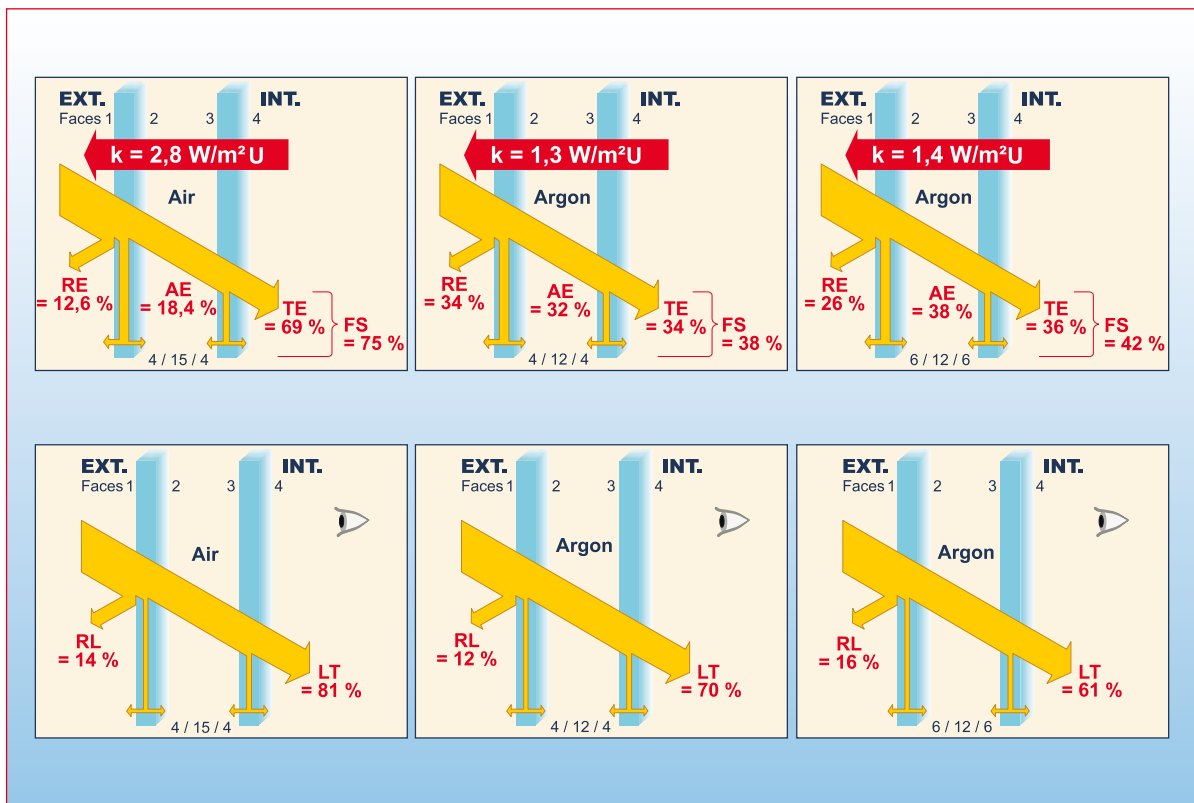 EXT. INT.
Faces 1 2 3 4
k = 2,8 W/m²U
Air
RE
= 12,6 %
AE
= 18,4 %
TE
= 69 %
FS
= 75 %
4 / 15 / 4
EXT. INT.
Faces 1 2 3 4
k = 1,3 W/m²U
Argon
RE
= 34 %
AE
= 32 %
TE
= 34 %
FS
= 38 %
4 / 12 / 4
EXT. INT.
Faces 1 2 3 4
k = 1,4 W/m²U
Argon
RE
= 26 %
AE
= 38 %
TE
= 36 %
FS
= 42 %
6 / 12 / 6
EXT. INT.
Faces 1 2 3 4
Air
RL
= 14 %
LT
= 81 %
4 / 15 / 4
EXT. INT.
Faces 1 2 3 4
Argon
RL
= 12 %
LT
= 70 %
4 / 12 / 4
EXT. INT.
Faces 1 2 3 4
Argon
RL
= 16 %
LT
= 61 %
6 / 12 / 6